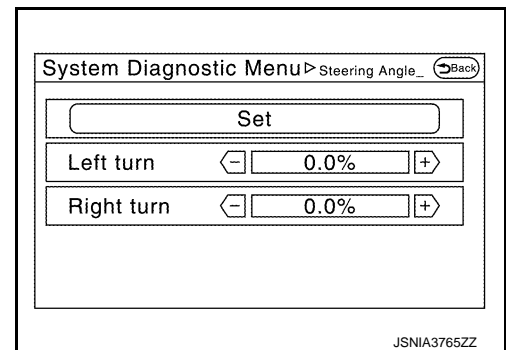 System Diagnostic Menu▷Steering Angle_ Back
Set
Left turn - 0.0% +
Right turn - 0.0% +
JSNIA3765ZZ